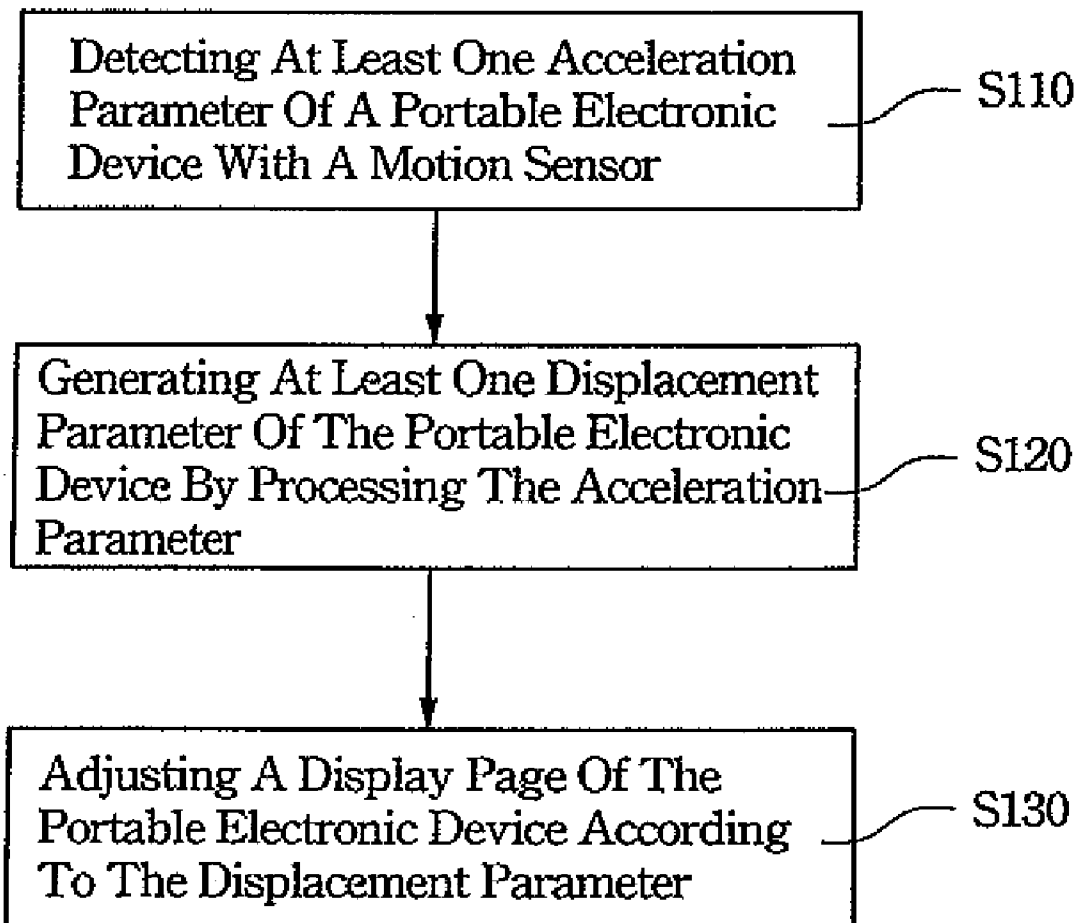 Detecting At Least One Acceleration
Parameter Of A Portable Electronic
Device With A Motion Sensor
S110
Generating At Least One Displacement
Parameter Of The Portable Electronic
Device By Processing The Acceleration
Parameter
S120
Adjusting A Display Page Of The
Portable Electronic Device According
To The Displacement Parameter
S130